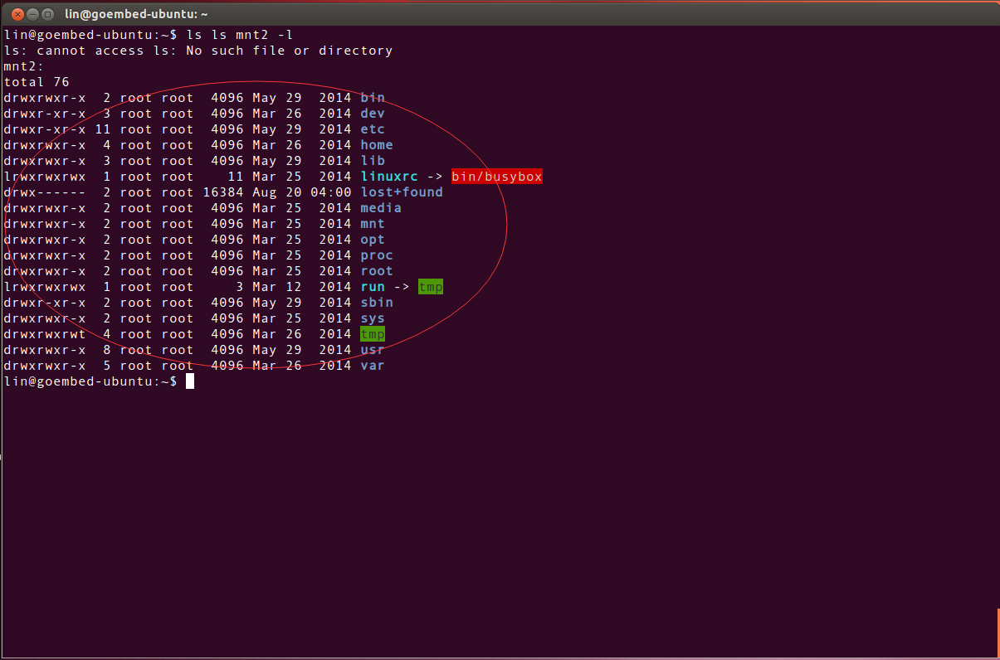 lin@goembed-ubuntu: ~
lin@goembed-ubuntu:~$ ls ls mnt2 -l
ls: cannot access ls: No such file or directory
mnt2:
total 76
drwxrwxr-x  2 root root  4096 May 29  2014 bin
drwxr-xr-x  3 root root  4096 Mar 26  2014 dev
drwxr-xr-x 11 root root  4096 May 29  2014 etc
drwxr-xr-x  4 root root  4096 Mar 26  2014 home
drwxrwxr-x  3 root root  4096 May 29  2014 lib
lrwxrwxrwx  1 root root    11 Mar 25  2014 linuxrc -> bin/busybox
drwx------  2 root root 16384 Aug 20 04:00 lost+found
drwxrwxr-x  2 root root  4096 Mar 25  2014 media
drwxrwxr-x  2 root root  4096 Mar 25  2014 mnt
drwxrwxr-x  2 root root  4096 Mar 25  2014 opt
drwxrwxr-x  2 root root  4096 Mar 25  2014 proc
drwxrwxr-x  2 root root  4096 Mar 25  2014 root
lrwxrwxrwx  1 root root     3 Mar 12  2014 run -> tmp
drwxr-xr-x  2 root root  4096 May 29  2014 sbin
drwxrwxr-x  2 root root  4096 Mar 25  2014 sys
drwxrwxrwt  4 root root  4096 Mar 26  2014 tmp
drwxrwxr-x  8 root root  4096 May 29  2014 usr
drwxrwxr-x  5 root root  4096 Mar 26  2014 var
lin@goembed-ubuntu:~$